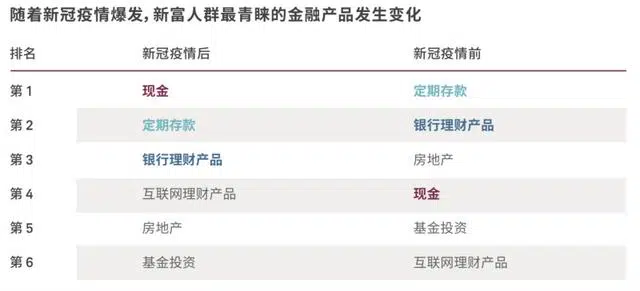 随着新冠疫情爆发，新富人群最青睐的金融产品发生变化
排名 新冠疫情后 新冠疫情前
第 1 现金 定期存款
第 2 定期存款 银行理财产品
第 3 银行理财产品 房地产
第 4 互联网理财产品 现金
第 5 房地产 基金投资
第 6 基金投资 互联网理财产品